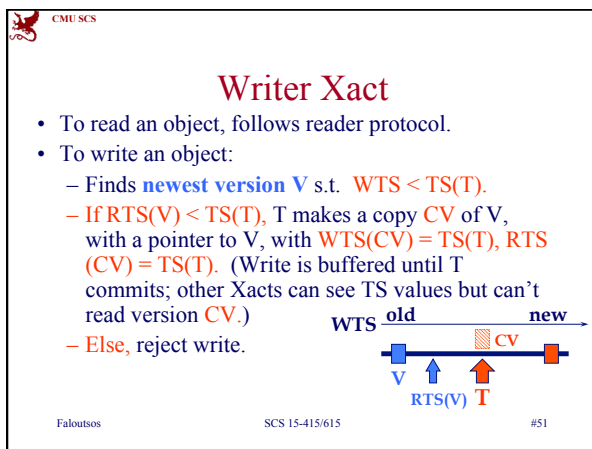 CMU SCS
Writer Xact
• To read an object, follows reader protocol.
• To write an object:
– Finds newest version V s.t. WTS < TS(T).
– If RTS(V) < TS(T), T makes a copy CV of V,
with a pointer to V, with WTS(CV) = TS(T), RTS
(CV) = TS(T). (Write is buffered until T
commits; other Xacts can see TS values but can't
read version CV.)
– Else, reject write.
WTS old new
CV
V
RTS(V) T
Faloutsos SCS 15-415/615 #51